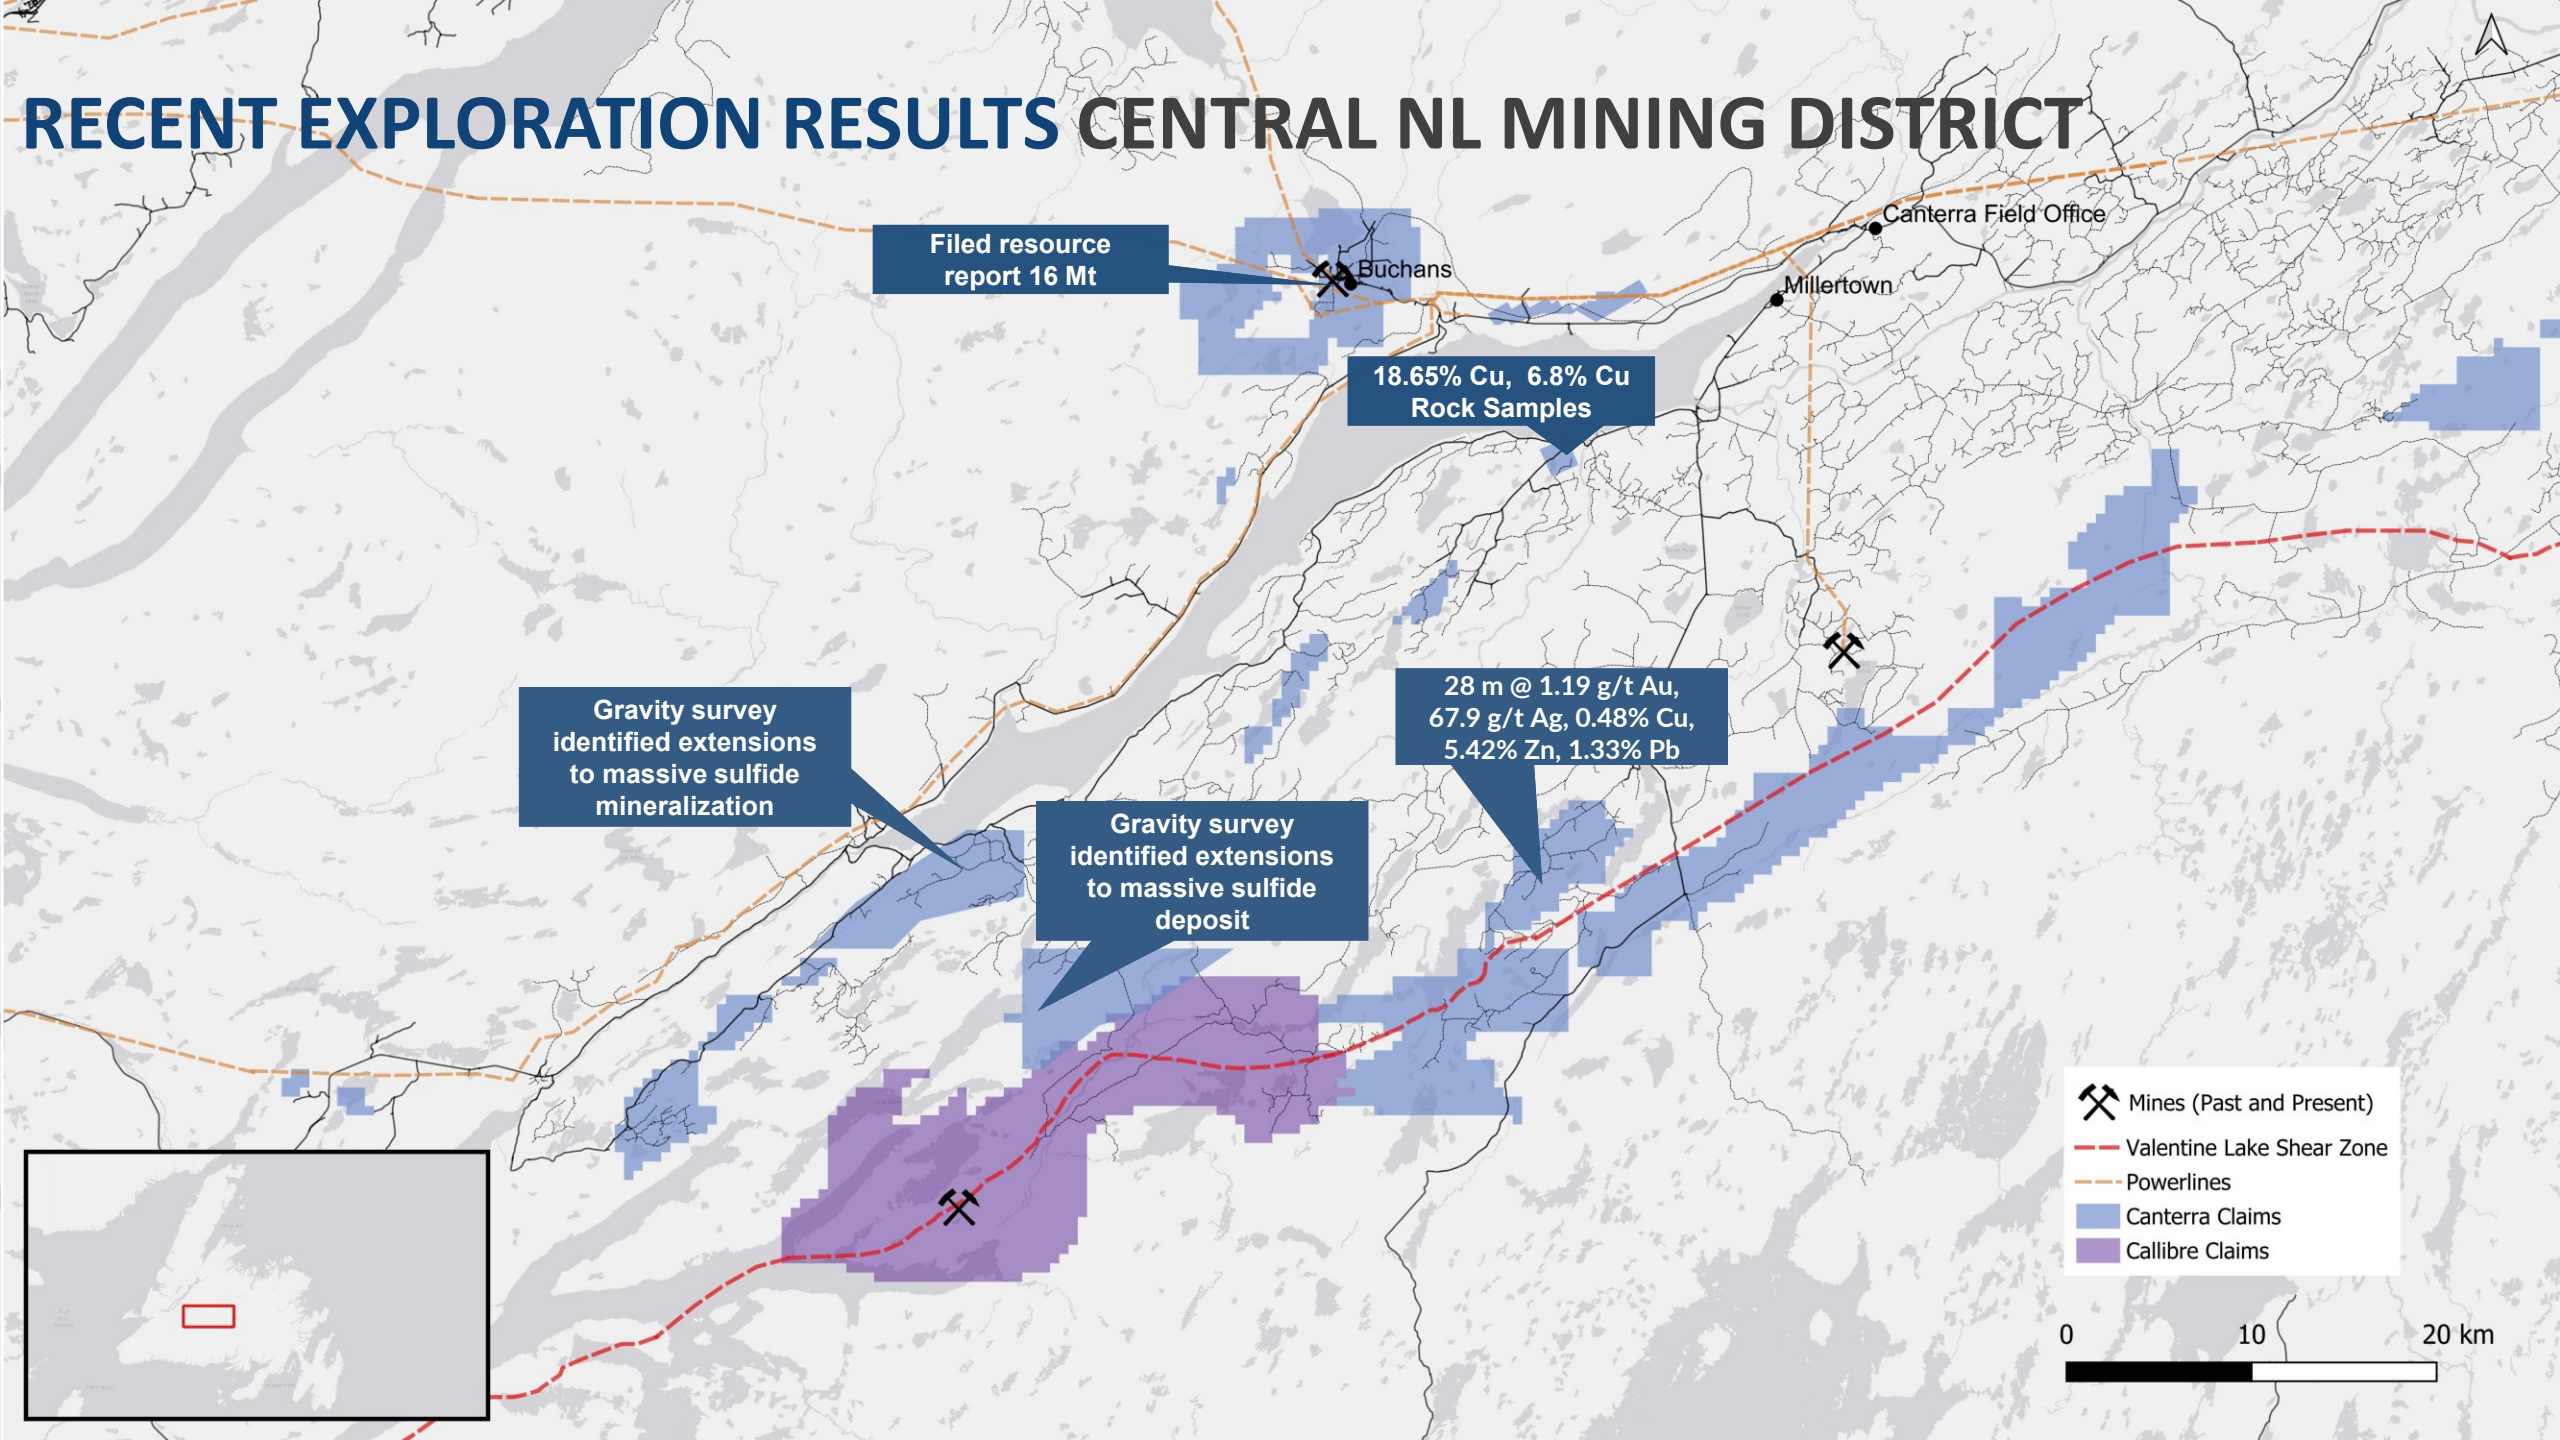 RECENT EXPLORATION RESULTS CENTRAL NL MINING DISTRICT
Canterra Field Office
Filed resource
report 16 Mt
Buchans
Millertown
18.65% Cu, 6.8% Cu
Rock Samples
28 m @ 1.19 g/t Au,
67.9 g/t Ag, 0.48% Cu,
5.42% Zn, 1.33% Pb
Gravity survey
identified extensions
to massive sulfide
mineralization
Gravity survey
identified extensions
to massive sulfide
deposit
Mines (Past and Present)
Valentine Lake Shear Zone
Powerlines
Canterra Claims
Callibre Claims
0 10 20 km